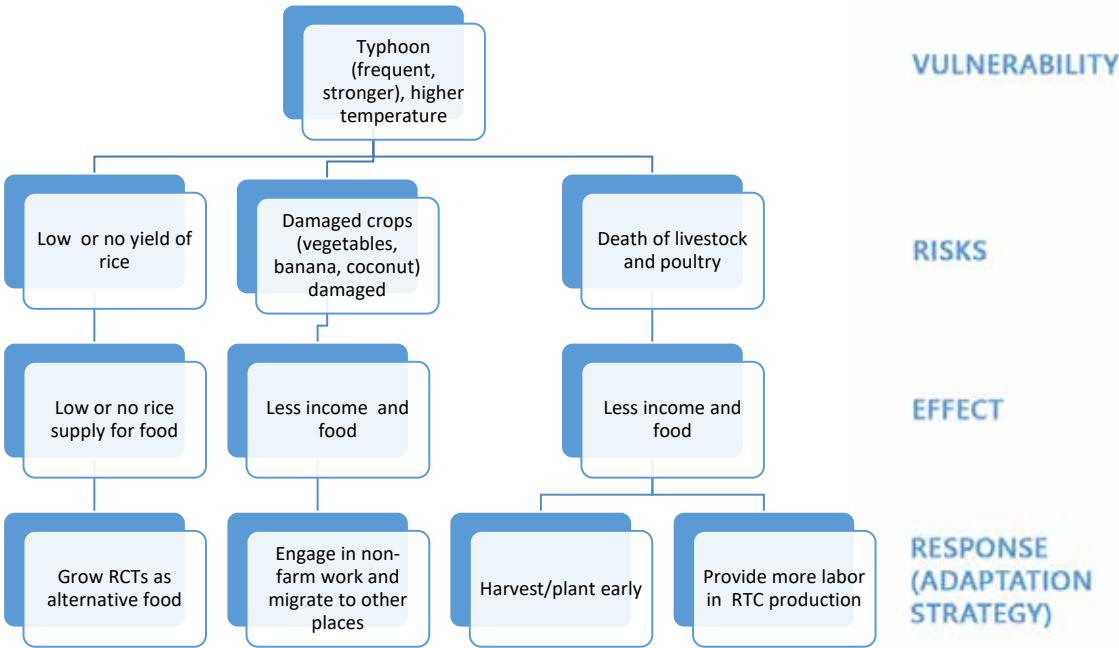 Typhoon
(frequent,
stronger), higher
temperature
VULNERABILITY
Low or no yield of
rice
Damaged crops
(vegetables,
banana, coconut)
damaged
Death of livestock
and poultry
RISKS
Low or no rice
supply for food
Less income and
food
Less income and
food
EFFECT
Grow RCTs as
alternative food
Engage in non-
farm work and
migrate to other
places
Harvest/plant early
Provide more labor
in RTC production
RESPONSE
(ADAPTATION
STRATEGY)